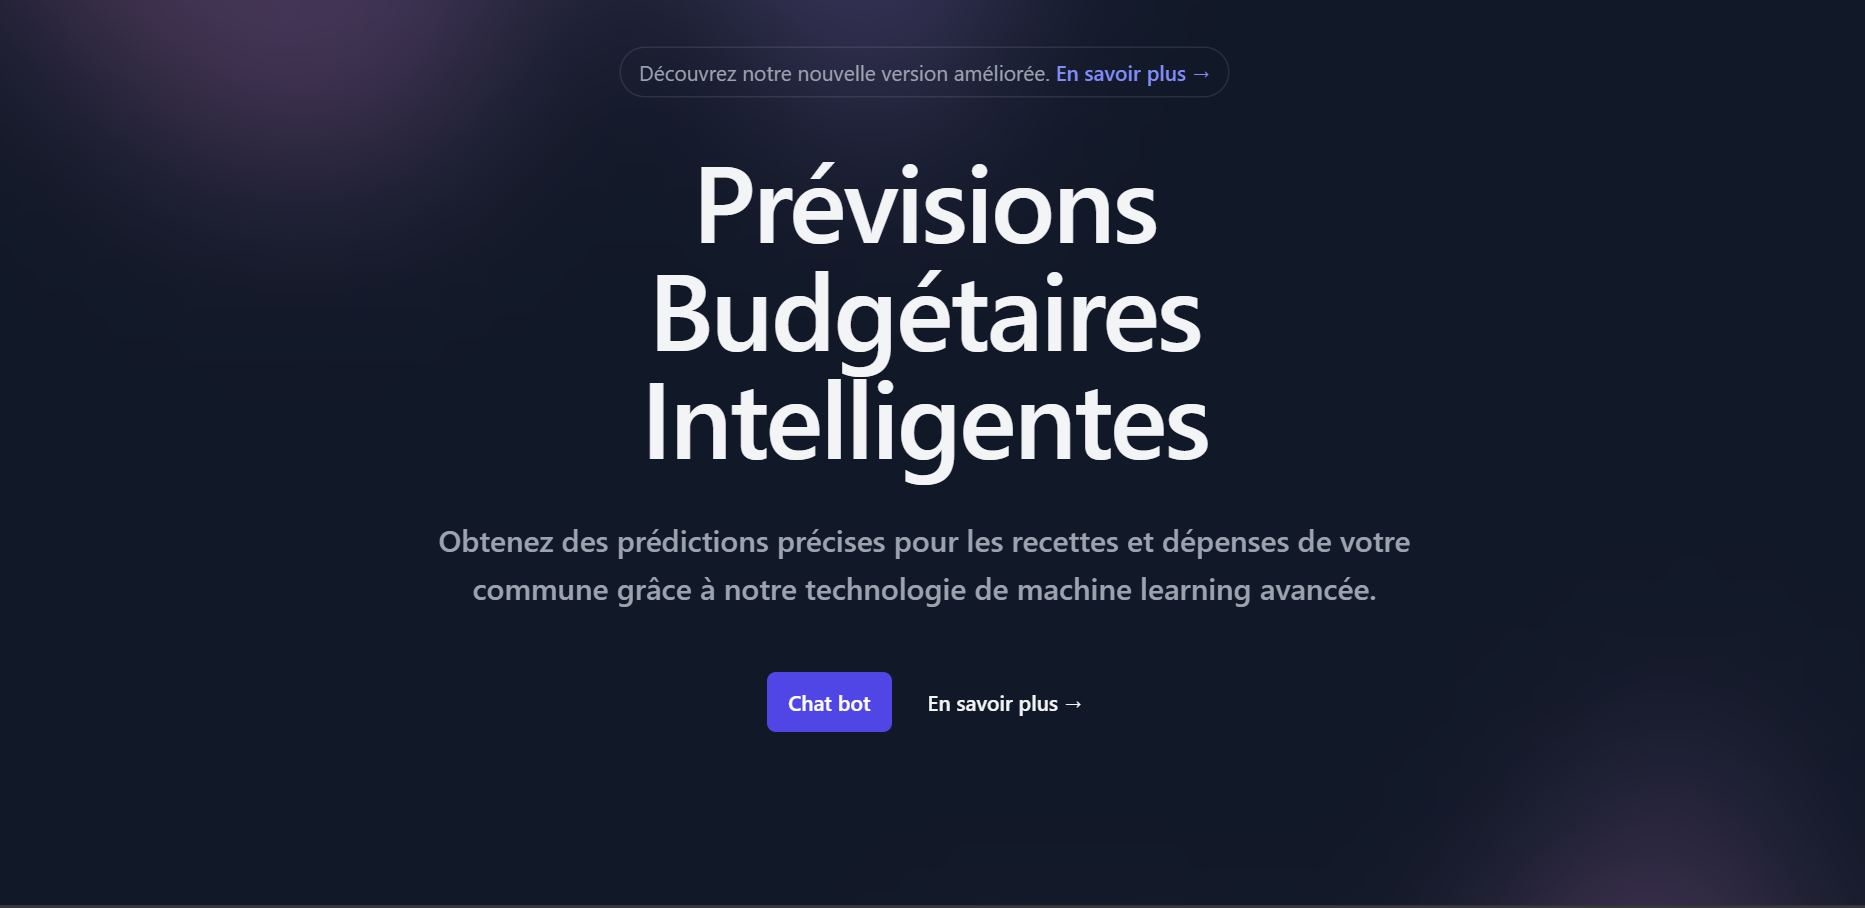 Découvrez notre nouvelle version améliorée. En savoir plus →
Prévisions
Budgétaires
Intelligentes
Obtenez des prédictions précises pour les recettes et dépenses de votre
commune grâce à notre technologie de machine learning avancée.
Chat bot
En savoir plus →